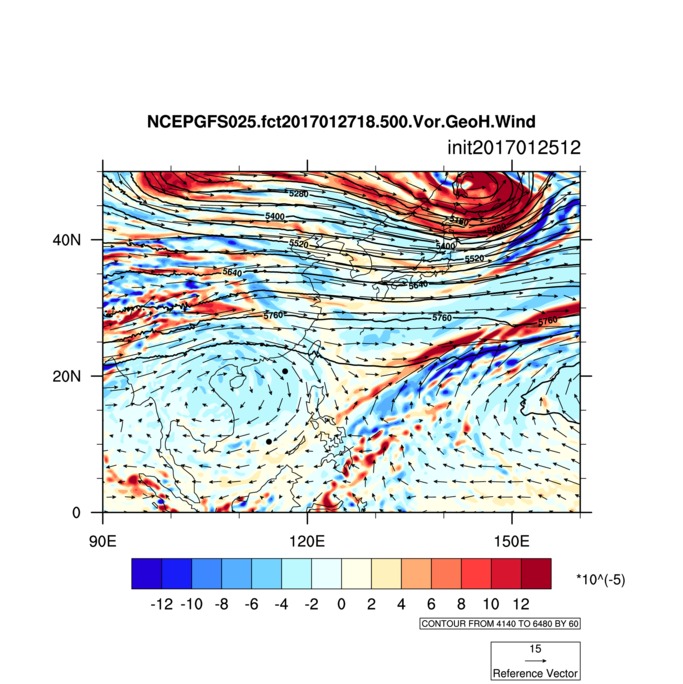 NCEPGFS025.fct2017012718.500.Vor.GeoH.Wind
init2017012512
5280
5400
5520
5640
5760
5400
5520
5640
5760
5760
40N
20N
0
90E 120E 150E
-12 -10 -8 -6 -4 -2 0 2 4 6 8 10 12
*10^(-5)
CONTOUR FROM 4140 TO 6480 BY 60
15
Reference Vector